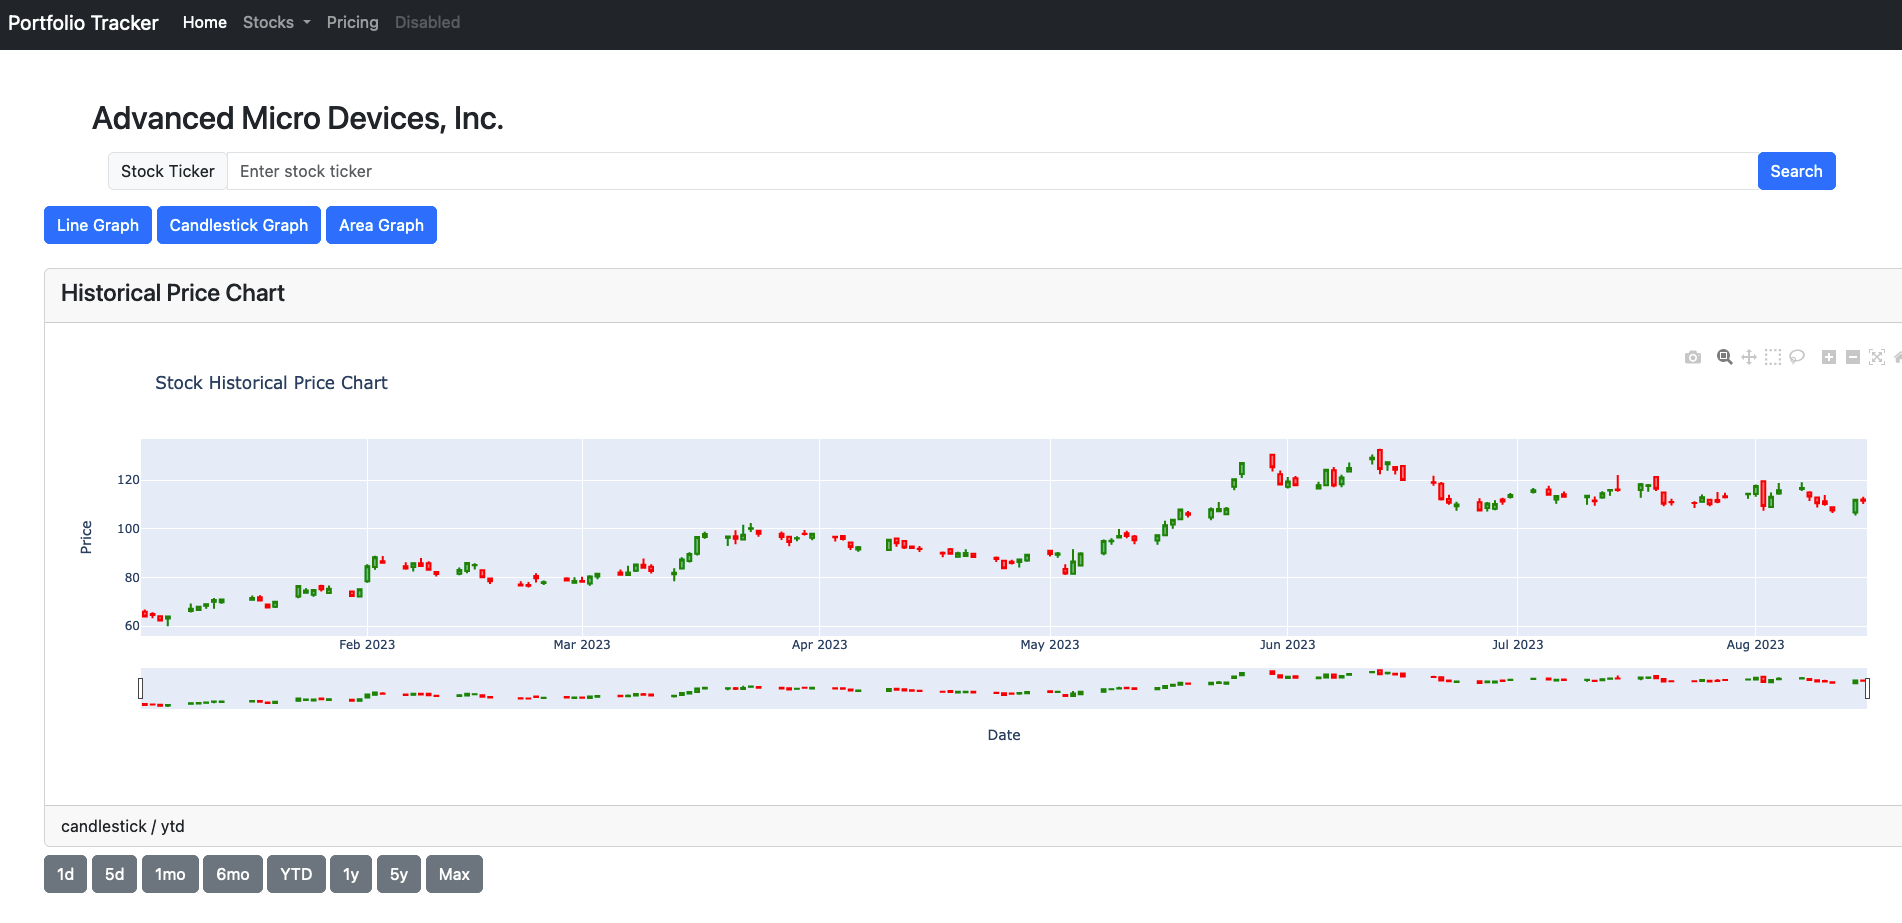 Portfolio Tracker Home Stocks Pricing Disabled
Advanced Micro Devices, Inc.
Stock Ticker Enter stock ticker Search
Line Graph Candlestick Graph Area Graph
Historical Price Chart
Stock Historical Price Chart
Price
120
100
80
60
Feb 2023 Mar 2023 Apr 2023 May 2023 Jun 2023 Jul 2023 Aug 2023
Date
candlestick / ytd
1d 5d 1mo 6mo YTD 1y 5y Max